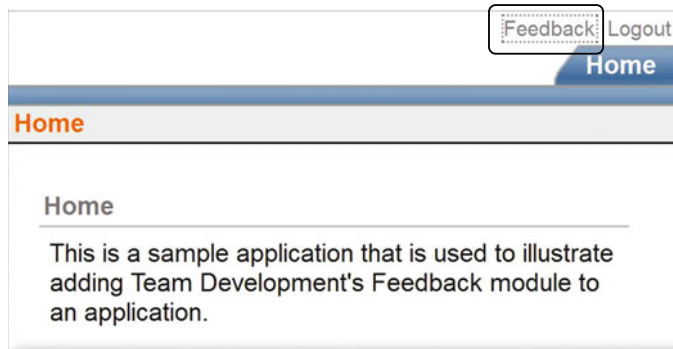 Feedback Logout
Home
Home
Home
This is a sample application that is used to illustrate
adding Team Development's Feedback module to
an application.